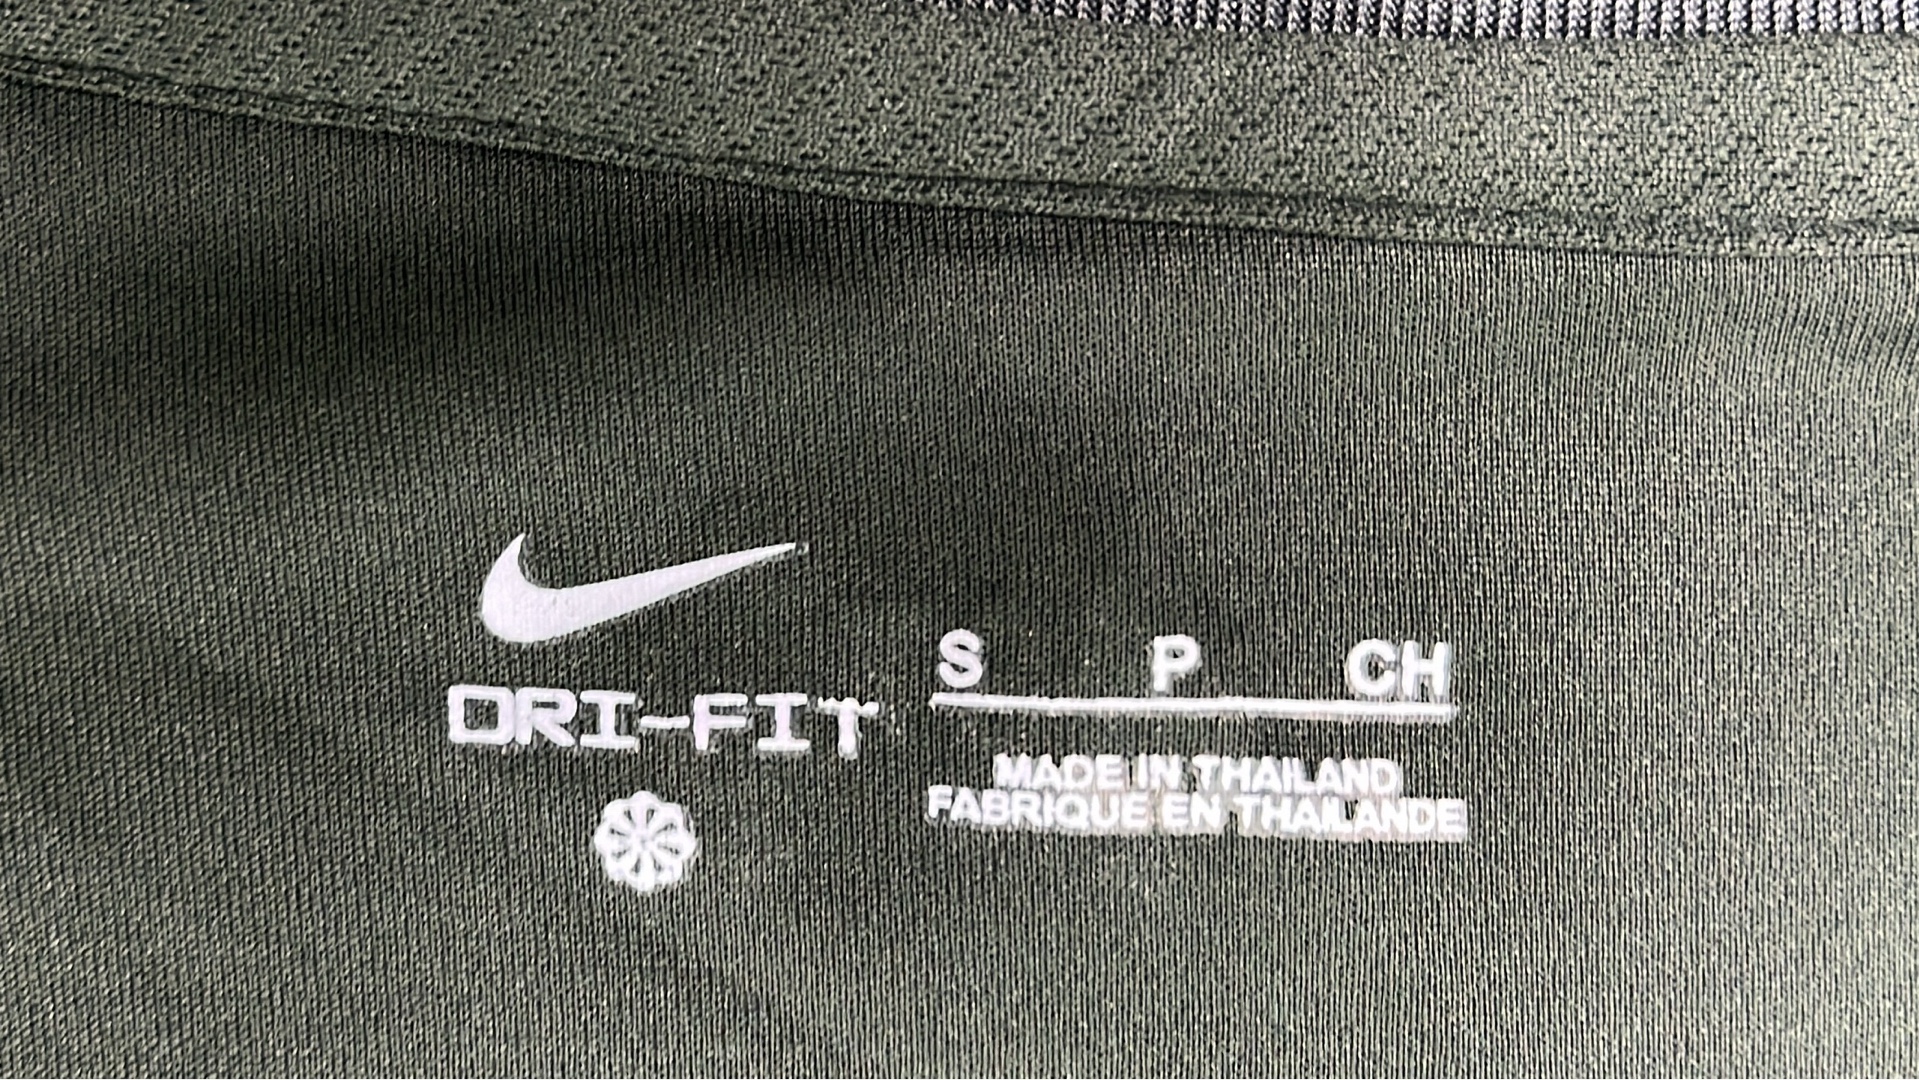 DRI-FIT
S P CH
MADE IN THAILAND
FABRIQUE EN THAILANDE